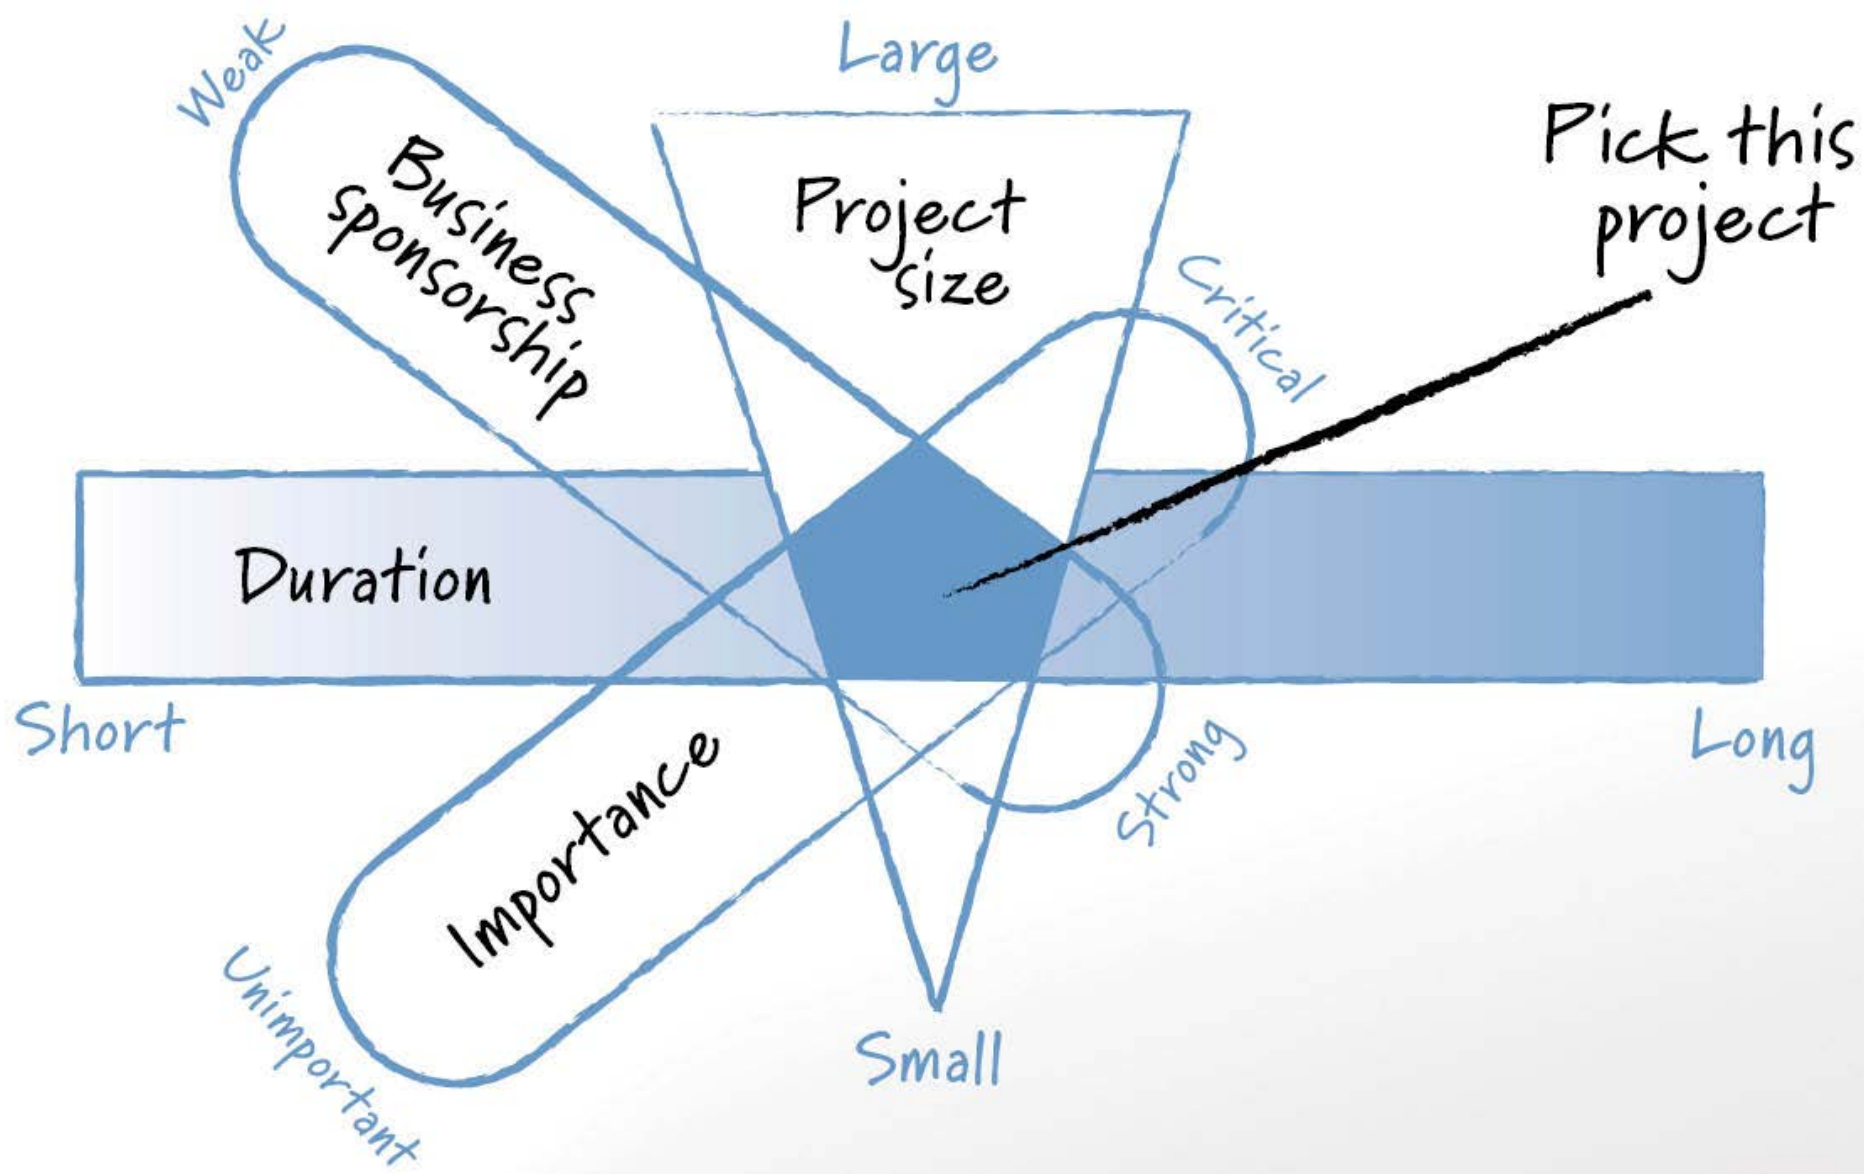 Weak
Large
Business
sponsorship
Project
size
Pick this
project
Critical
Duration
Short
Long
Importance
Strong
Unimportant
Small